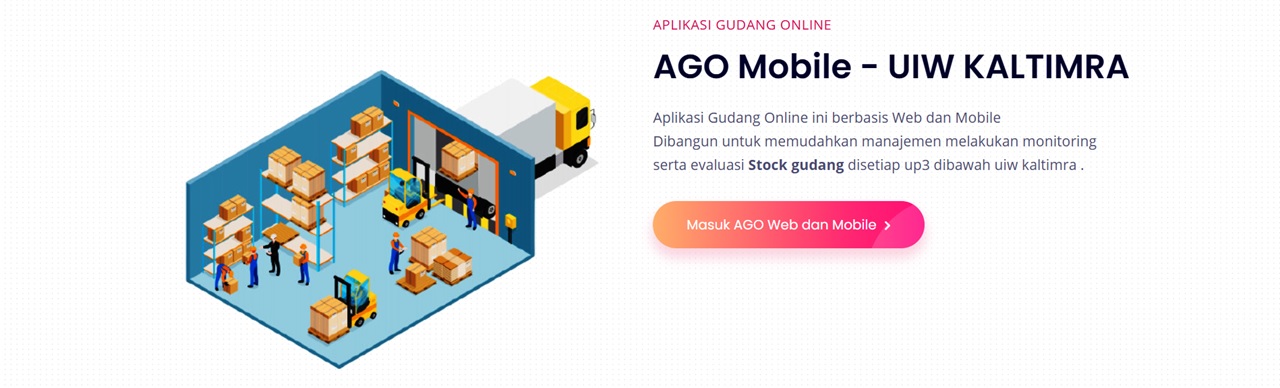 APLIKASI GUDANG ONLINE
AGO Mobile - UIW KALTIMRA
Aplikasi Gudang Online ini berbasis Web dan Mobile
Dibangun untuk memudahkan manajemen melakukan monitoring
serta evaluasi Stock gudang disetiap up3 dibawah uiw kaltimra .
Masuk AGO Web dan Mobile